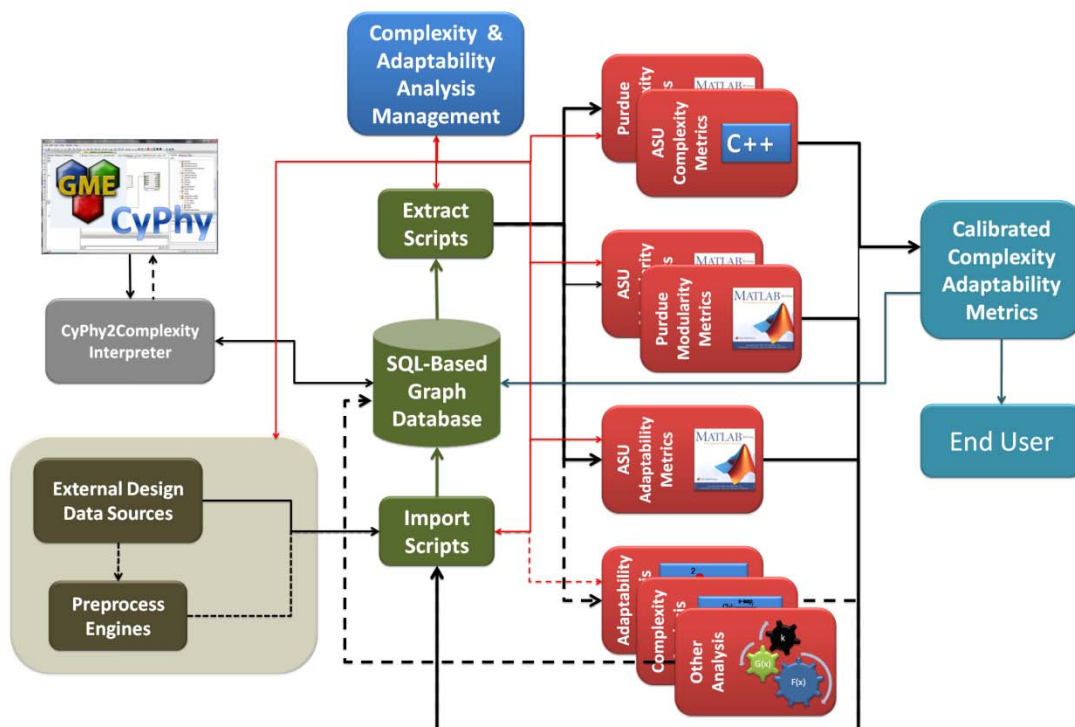 Complexity &
Adaptability
Analysis
Management
Purdue
MATLAB
ASU
Complexity
Metrics
C++
GME
CyPhy
Extract
Scripts
Calibrated
Complexity
Adaptability
Metrics
CyPhy2Complexity
Interpreter
ASU
MATLAB
Purdue
Modularity
Metrics
MATLAB
SQL-Based
Graph
Database
End User
ASU
Adaptability
Metrics
MATLAB
External Design
Data Sources
Import
Scripts
Preprocess
Engines
Adaptability
2
Complexity
Other
Analysis
K
G(x)
F(x)